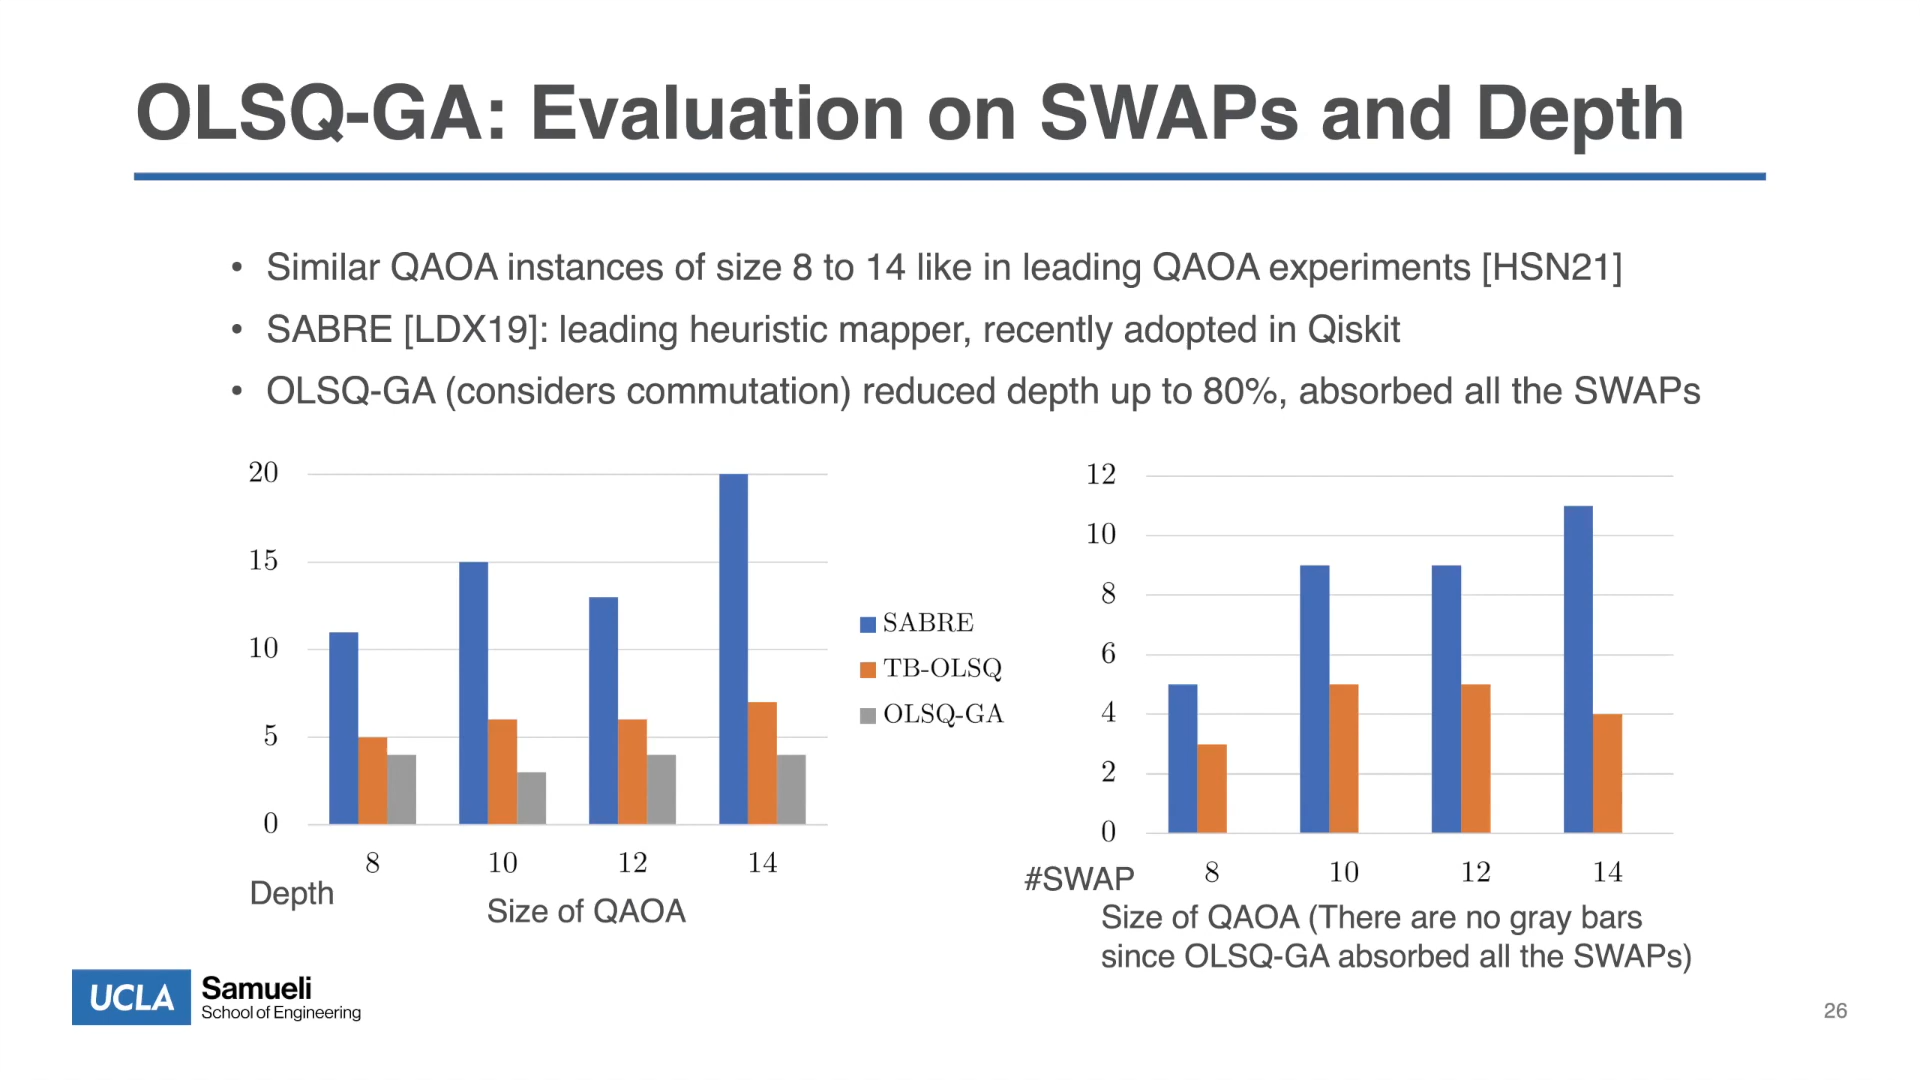 OLSQ-GA: Evaluation on SWAPs and Depth
• Similar QAOA instances of size 8 to 14 like in leading QAOA experiments [HSN21]
• SABRE [LDX19]: leading heuristic mapper, recently adopted in Qiskit
• OLSQ-GA (considers commutation) reduced depth up to 80%, absorbed all the SWAPs
20
15
10
5
0
8 10 12 14
Depth
Size of QAOA
SABRE
TB-OLSQ
OLSQ-GA
12
10
8
6
4
2
0
#SWAP 8 10 12 14
Size of QAOA (There are no gray bars
since OLSQ-GA absorbed all the SWAPs)
UCLA Samueli
School of Engineering
26